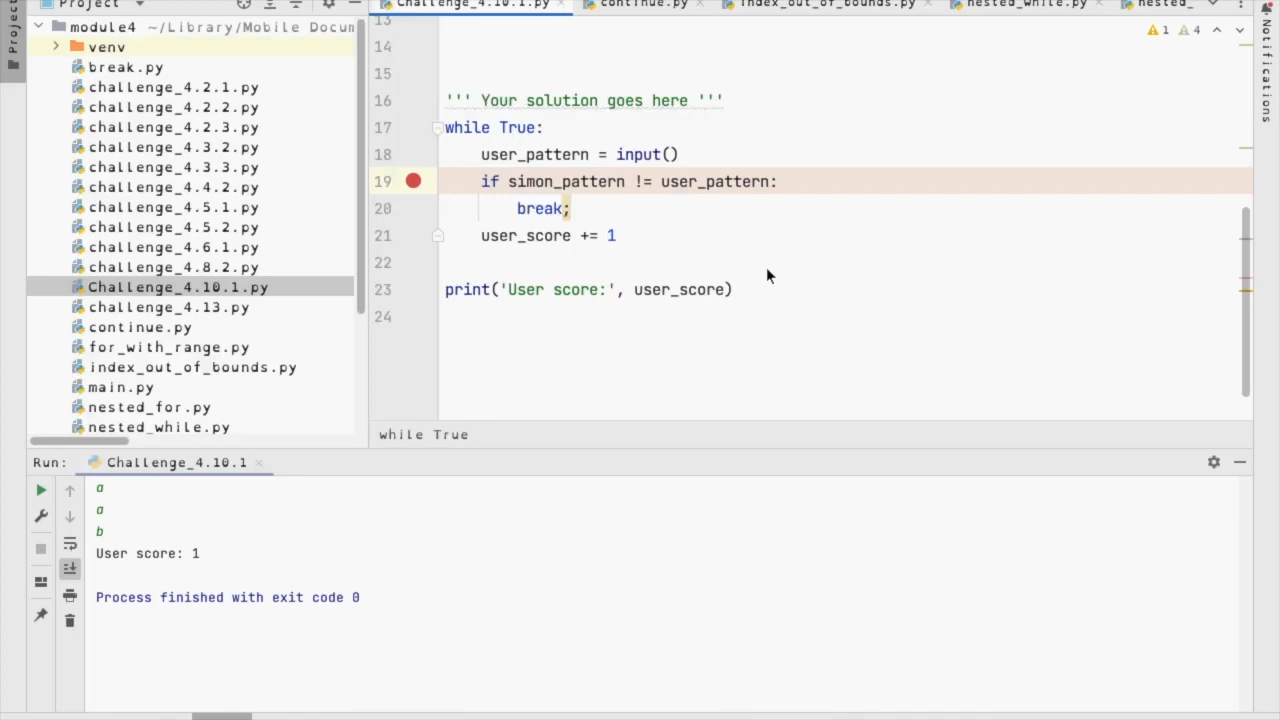 Project
Challenge_4.10.1.py
continue.py
index_out_of_bounds.py
nested_while.py
nested_
Project
module4 ~/Library/Mobile Docum
venv
break.py
challenge_4.2.1.py
challenge_4.2.2.py
challenge_4.2.3.py
challenge_4.3.2.py
challenge_4.3.3.py
challenge_4.4.2.py
challenge_4.5.1.py
challenge_4.5.2.py
challenge_4.6.1.py
challenge_4.8.2.py
Challenge_4.10.1.py
challenge_4.13.py
continue.py
for_with_range.py
index_out_of_bounds.py
main.py
nested_for.py
nested_while.py
13
14
15
16 ''' Your solution goes here '''
17 while True:
18 user_pattern = input()
19 if simon_pattern != user_pattern:
20 break;
21 user_score += 1
22
23 print('User score:', user_score)
24
1 4
Notifications
while True
Run: Challenge_4.10.1
a
a
b
User score: 1
Process finished with exit code 0